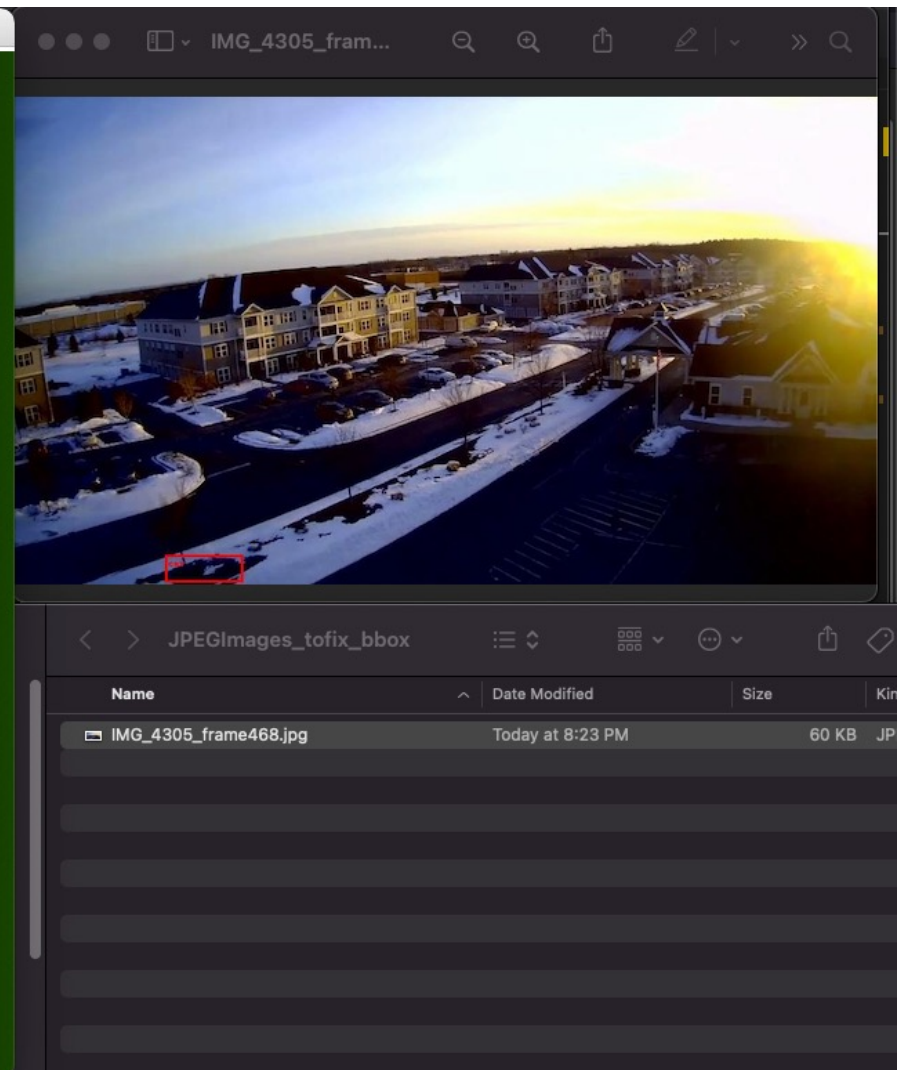 IMG_4305_fram...
JPEGImages_tofix_bbox
Name Date Modified Size Kin
IMG_4305_frame468.jpg Today at 8:23 PM 60 KB JP